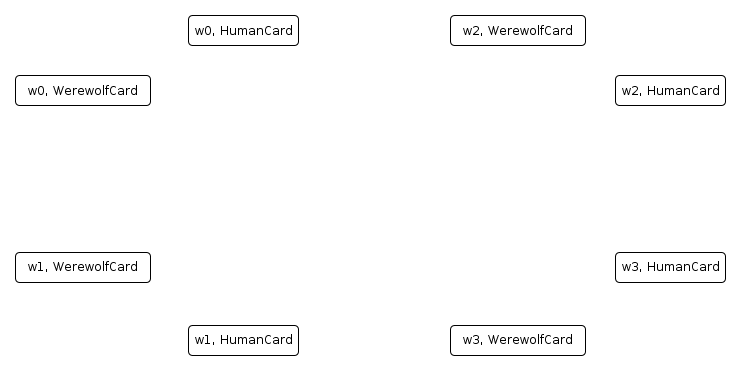 w0, HumanCard
w2, WerewolfCard
w0, WerewolfCard
w2, HumanCard
w1, WerewolfCard
w3, HumanCard
w1, HumanCard
w3, WerewolfCard